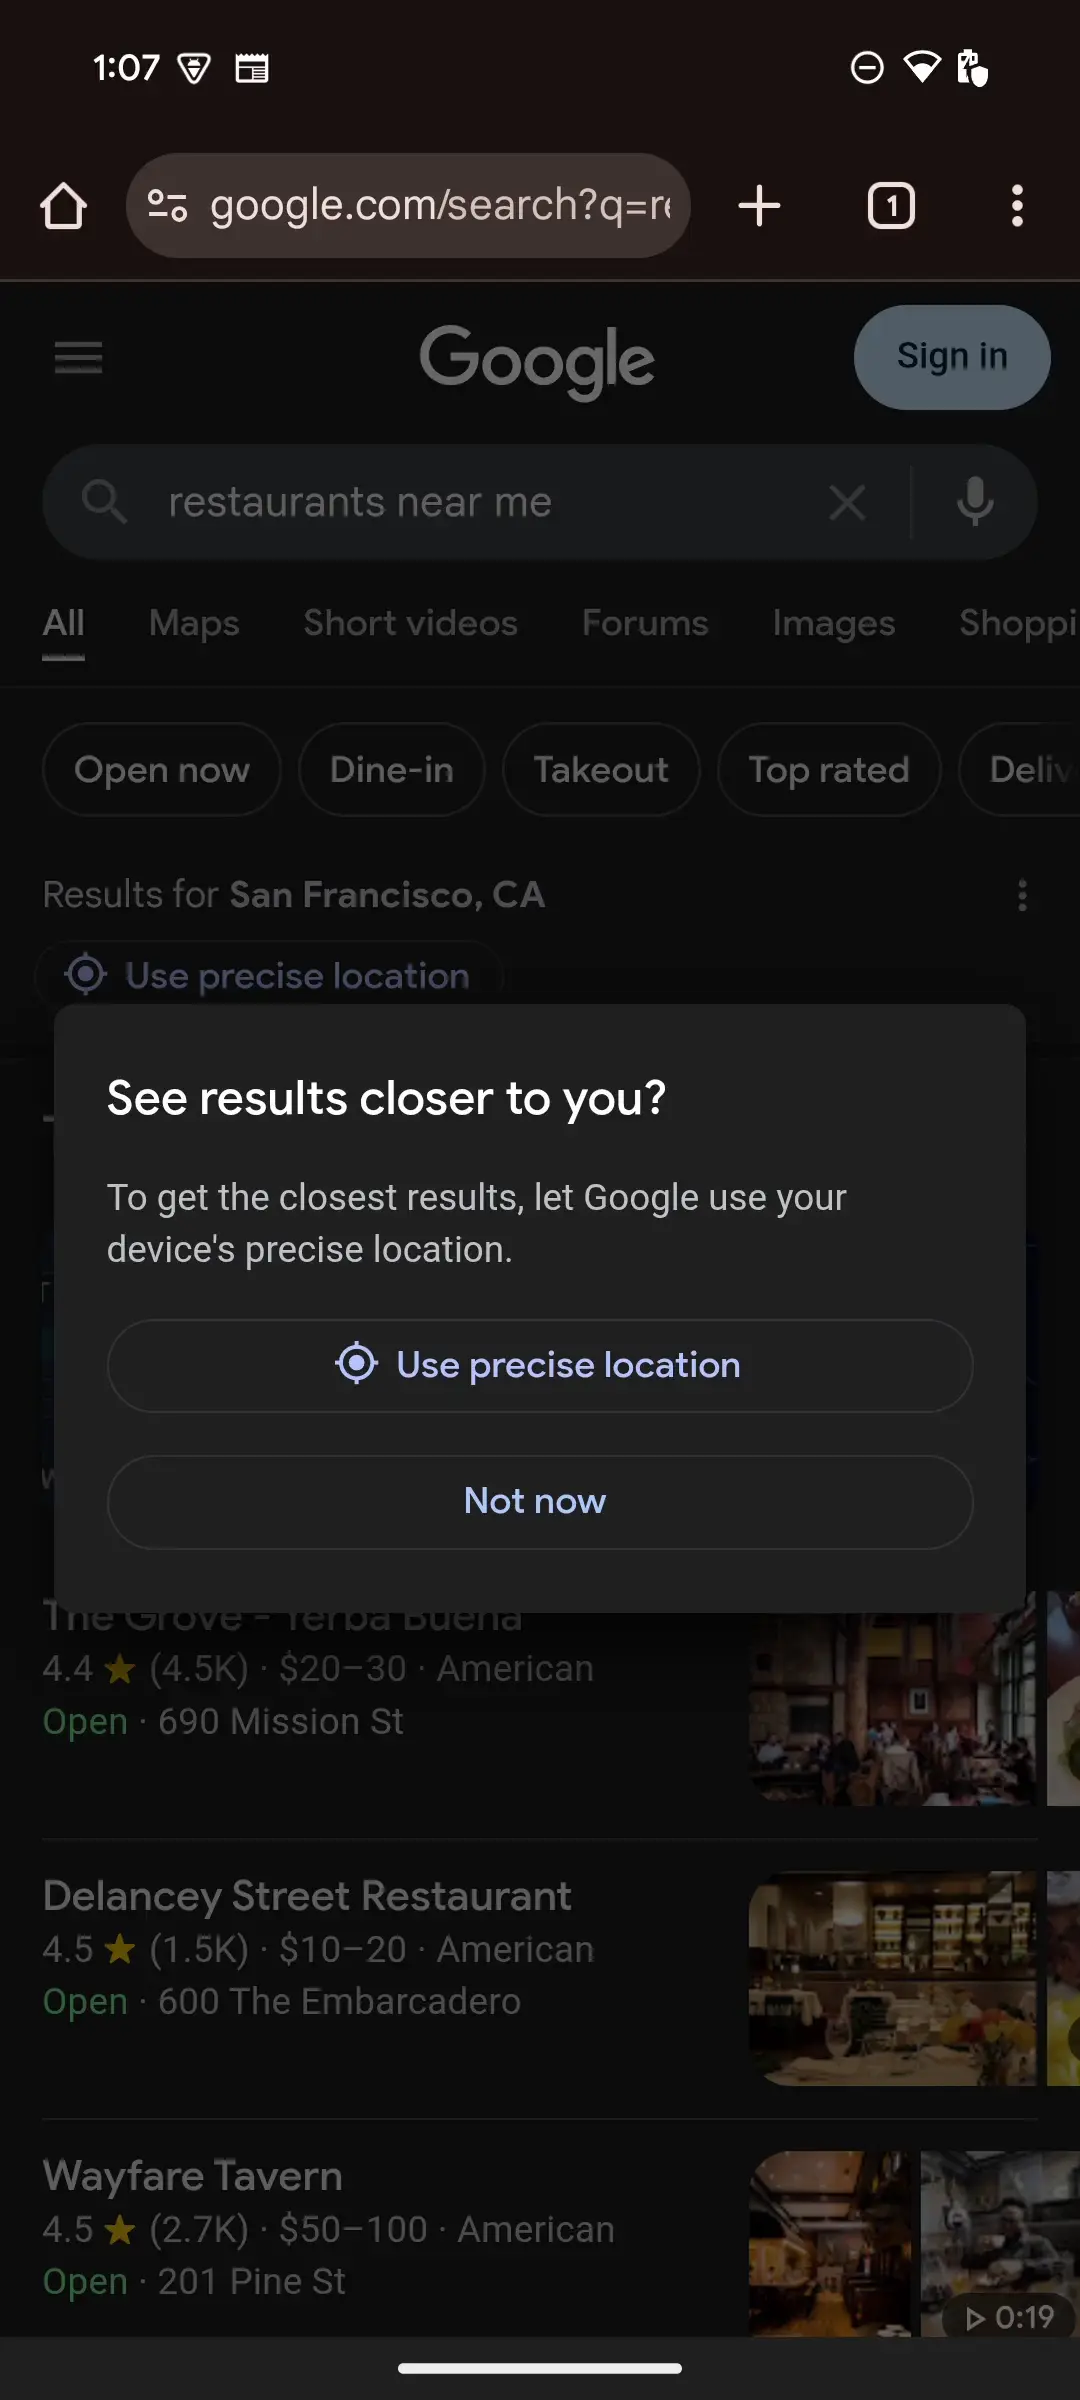 1:07
google.com/search?q=re
1
Google
Sign in
restaurants near me
All Maps Short videos Forums Images Shoppi
Open now Dine-in Takeout Top rated Deliv
Results for San Francisco, CA
Use precise location
See results closer to you?
To get the closest results, let Google use your
device's precise location.
Use precise location
Not now
The Grove - Yerba Buena
4.4 ★ (4.5K) · $20–30 · American
Open · 690 Mission St
Delancey Street Restaurant
4.5 ★ (1.5K) · $10–20 · American
Open · 600 The Embarcadero
Wayfare Tavern
4.5 ★ (2.7K) · $50–100 · American
Open · 201 Pine St
0:19